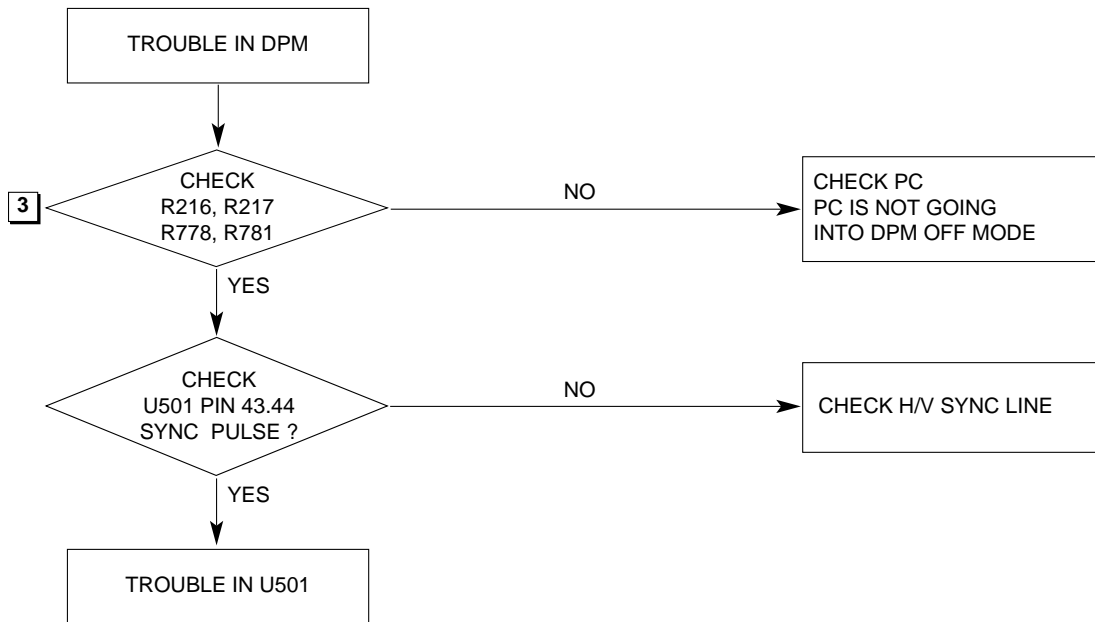 TROUBLE IN DPM
3
CHECK
R216, R217
R778, R781
NO
CHECK PC
PC IS NOT GOING
INTO DPM OFF MODE
YES
CHECK
U501 PIN 43.44
SYNC PULSE ?
NO
CHECK H/V SYNC LINE
YES
TROUBLE IN U501